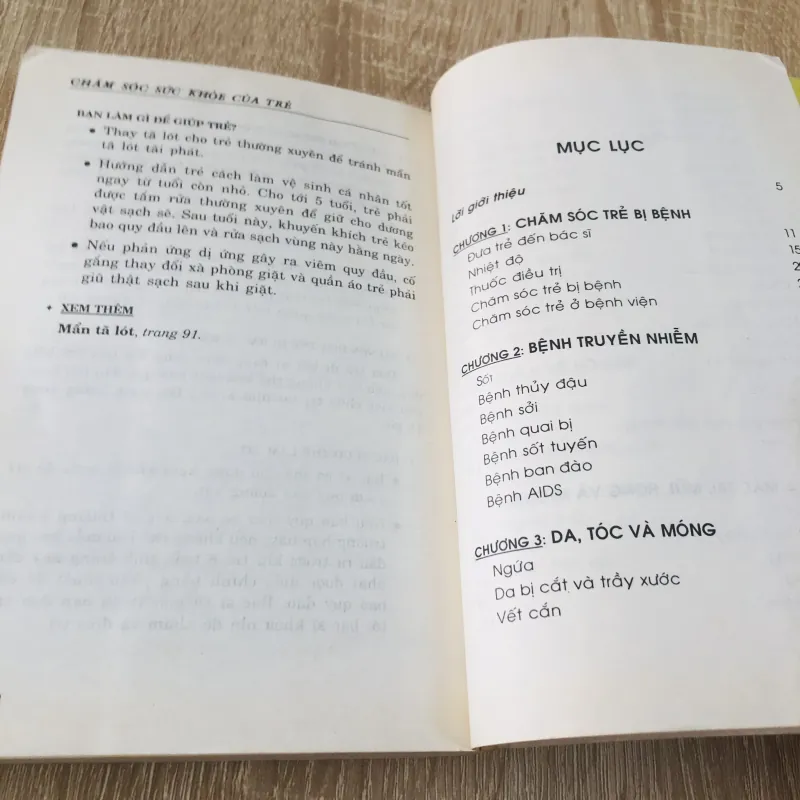 CHĂM SÓC SỨC KHỎE CỦA TRẺ
BẠN LÀM GÌ ĐỂ GIÚP TRẺ?
• Thay tã lót cho trẻ thường xuyên để tránh mẩn
tã lót tái phát.
• Hướng dẫn trẻ cách làm vệ sinh cá nhân tốt
ngay từ tuổi còn nhỏ. Cho tới 5 tuổi, trẻ phải
được tắm rửa thường xuyên để giữ cho dương
vật sạch sẽ. Sau tuổi này, khuyến khích trẻ kéo
bao quy đầu lên và rửa sạch vùng này hằng ngày.
• Nếu phản ứng dị ứng gây ra viêm quy đầu, cố
gắng thay đổi xà phòng giặt và quần áo trẻ phải
giũ thật sạch sau khi giặt.
✦ XEM THÊM
Mẩn tã lót, trang 91.
MỤC LỤC
Lời giới thiệu 5
CHƯƠNG 1: CHĂM SÓC TRẺ BỊ BỆNH
Đưa trẻ đến bác sĩ 11
Nhiệt độ 15
Thuốc điều trị
Chăm sóc trẻ bị bệnh
Chăm sóc trẻ ở bệnh viện
CHƯƠNG 2: BỆNH TRUYỀN NHIỄM
Sốt
Bệnh thủy đậu
Bệnh sởi
Bệnh quai bị
Bệnh sốt tuyến
Bệnh ban đào
Bệnh AIDS
CHƯƠNG 3: DA, TÓC VÀ MÓNG
Ngứa
Da bị cắt và trầy xước
Vết cắn